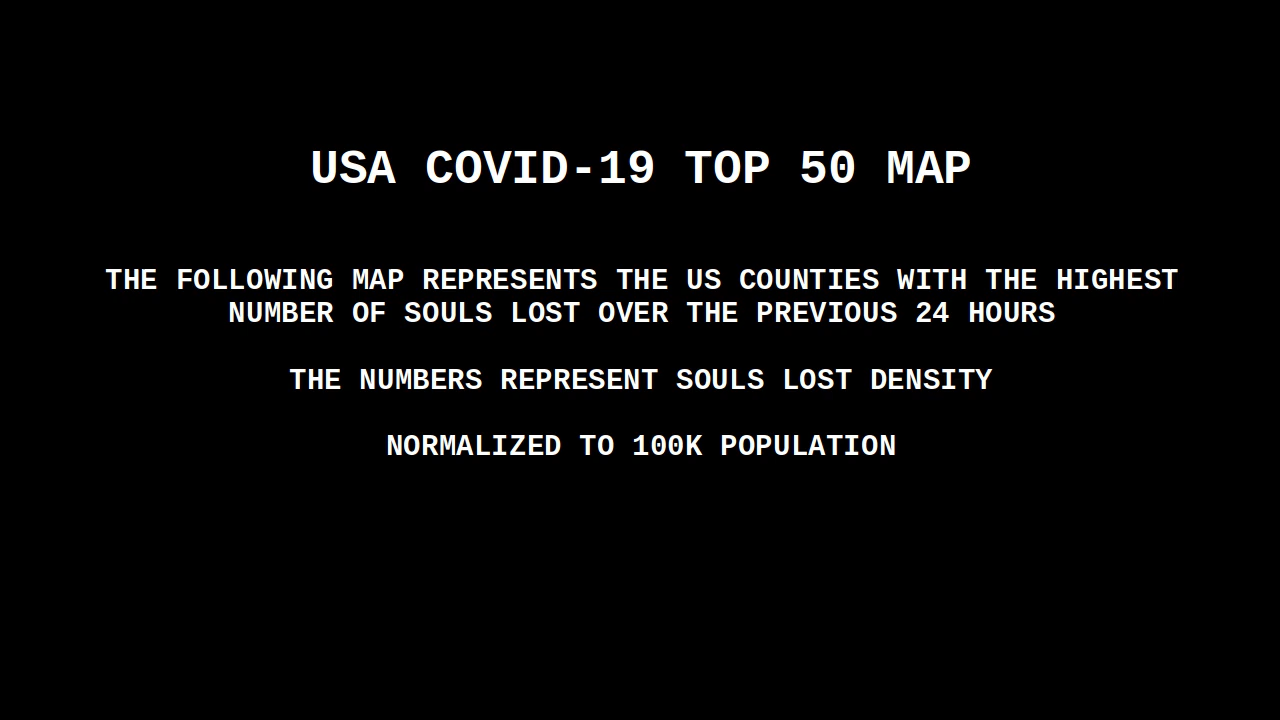 USA COVID-19 TOP 50 MAP
THE FOLLOWING MAP REPRESENTS THE US COUNTIES WITH THE HIGHEST
NUMBER OF SOULS LOST OVER THE PREVIOUS 24 HOURS
THE NUMBERS REPRESENT SOULS LOST DENSITY
NORMALIZED TO 100K POPULATION